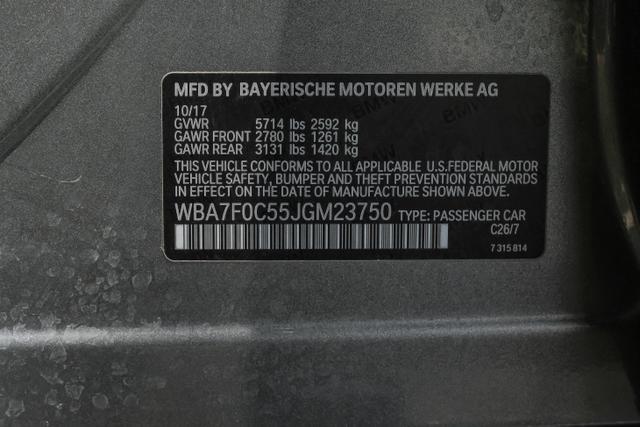 MFD BY BAYERISCHE MOTOREN WERKE AG
10/17
GVWR 5714 lbs 2592 kg
GAWR FRONT 2780 lbs 1261 kg
GAWR REAR 3131 lbs 1420 kg
THIS VEHICLE CONFORMS TO ALL APPLICABLE U.S.FEDERAL MOTOR
VEHICLE SAFETY, BUMPER AND THEFT PREVENTION STANDARDS
IN EFFECT ON THE DATE OF MANUFACTURE SHOWN ABOVE.
WBA7F0C55JGM23750 TYPE: PASSENGER CAR
C26/7
7 315 814